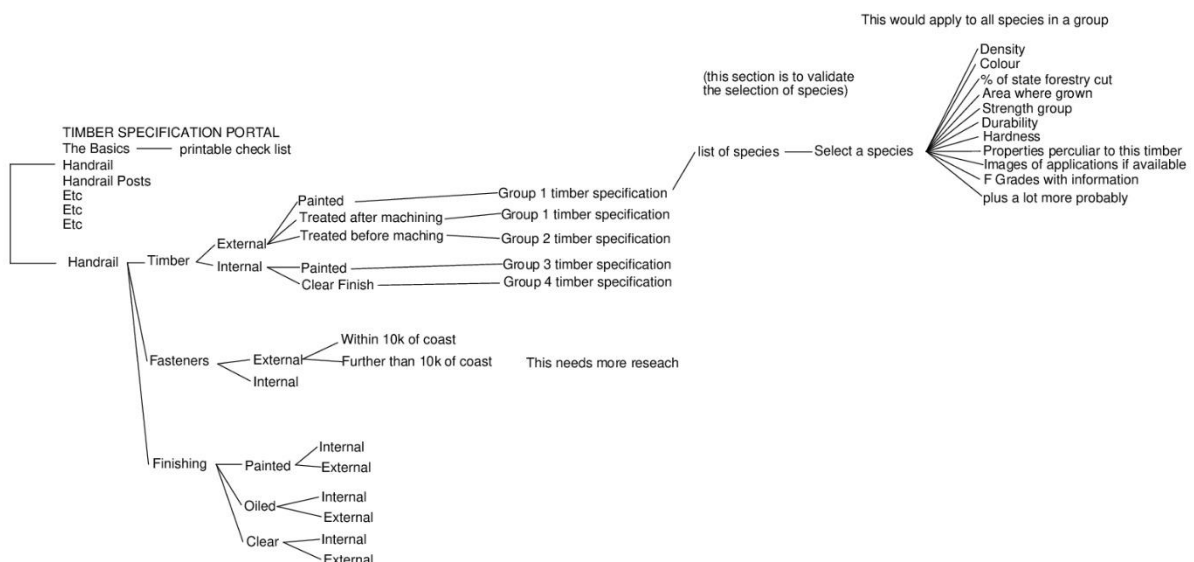 This would apply to all species in a group
Density
Colour
(this section is to validate
the selection of species)
% of state forestry cut
Area where grown
Strength group
Durability
Hardness
TIMBER SPECIFICATION PORTAL
The Basics
printable check list
list of species
Select a species
Properties perculiar to this timber
Handrail
Images of applications if available
Handrail Posts
F Grades with information
Etc
Etc
Etc
plus a lot more probably
Painted
Group 1 timber specification
Treated after machining
Group 1 timber specification
Treated before maching
Group 2 timber specification
External
Handrail
Timber
Internal
Painted
Group 3 timber specification
Clear Finish
Group 4 timber specification
Within 10k of coast
Fasteners
External
Further than 10k of coast
This needs more reseach
Internal
Internal
Finishing
Painted
External
Internal
Oiled
External
Internal
Clear
External